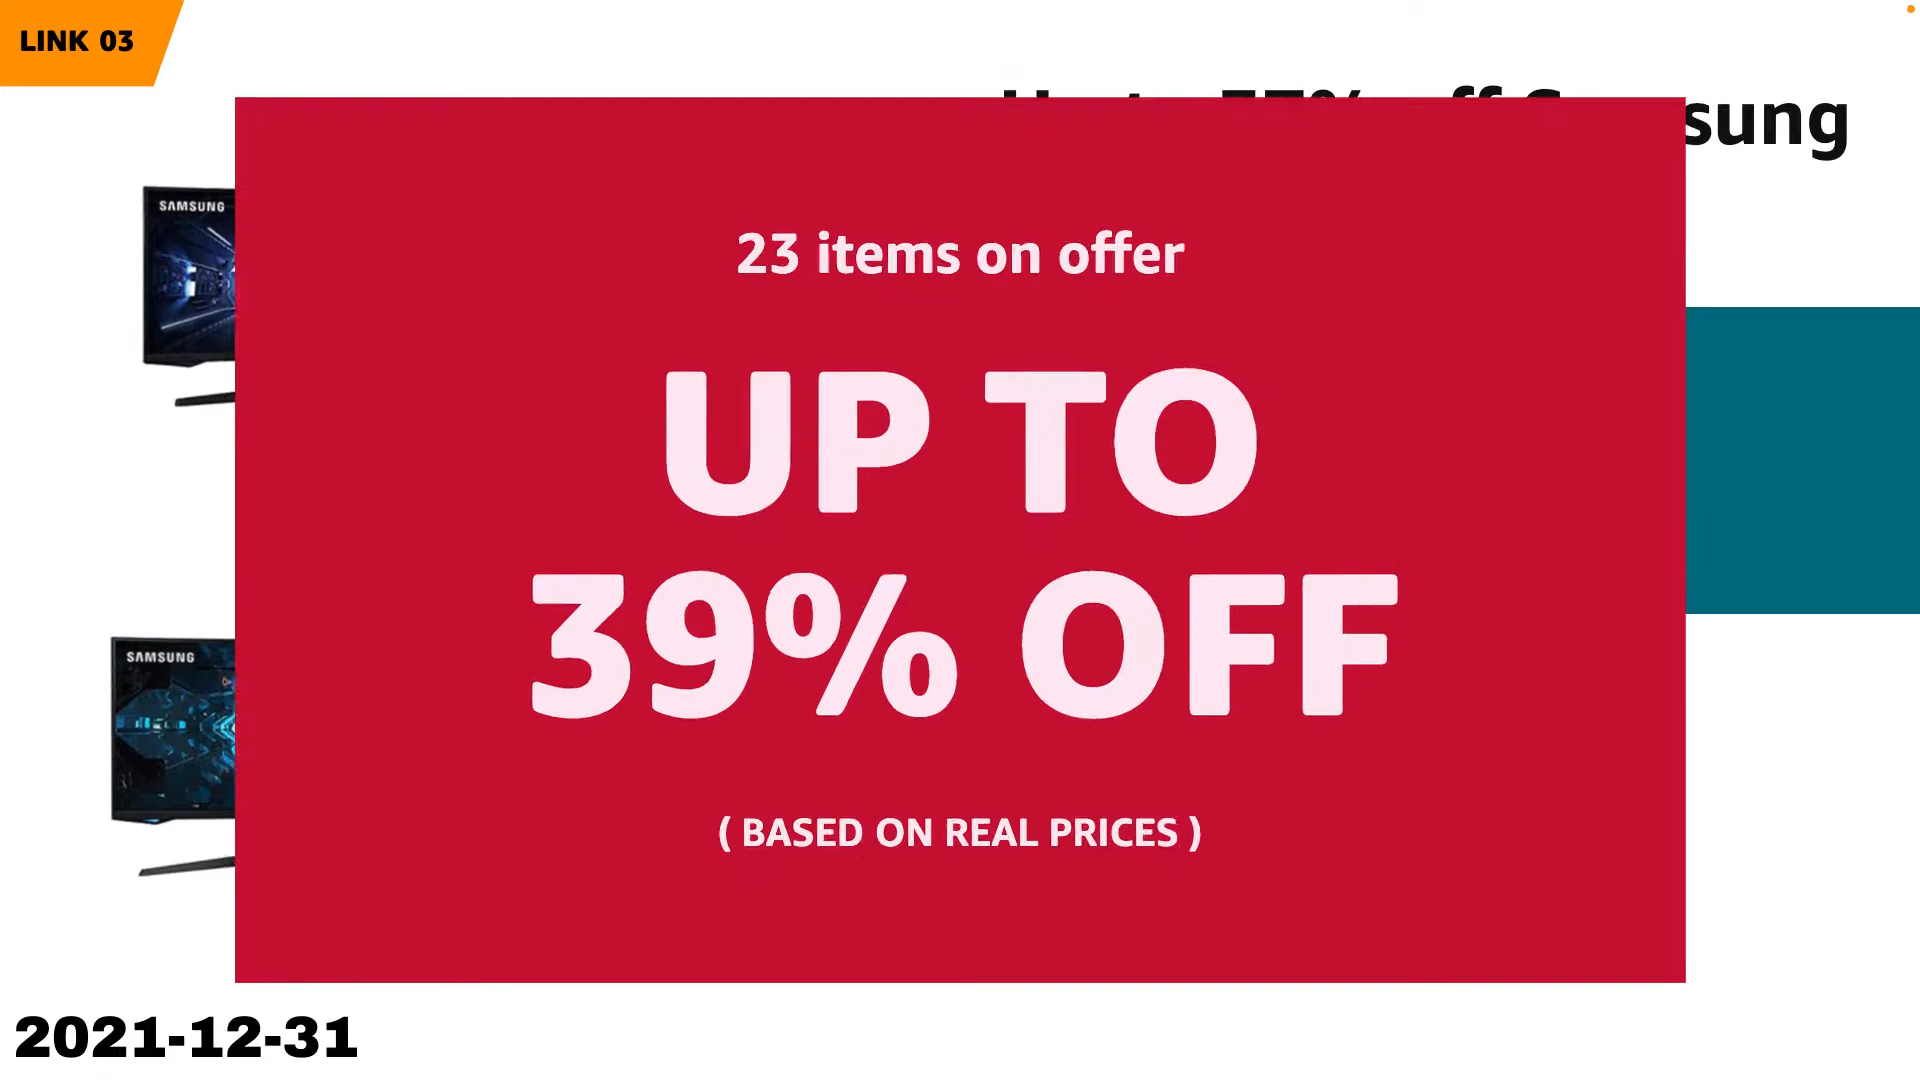 LINK 03
sung
SAMSUNG
23 items on offer
UP TO
39% OFF
( BASED ON REAL PRICES )
SAMSUNG
2021-12-31